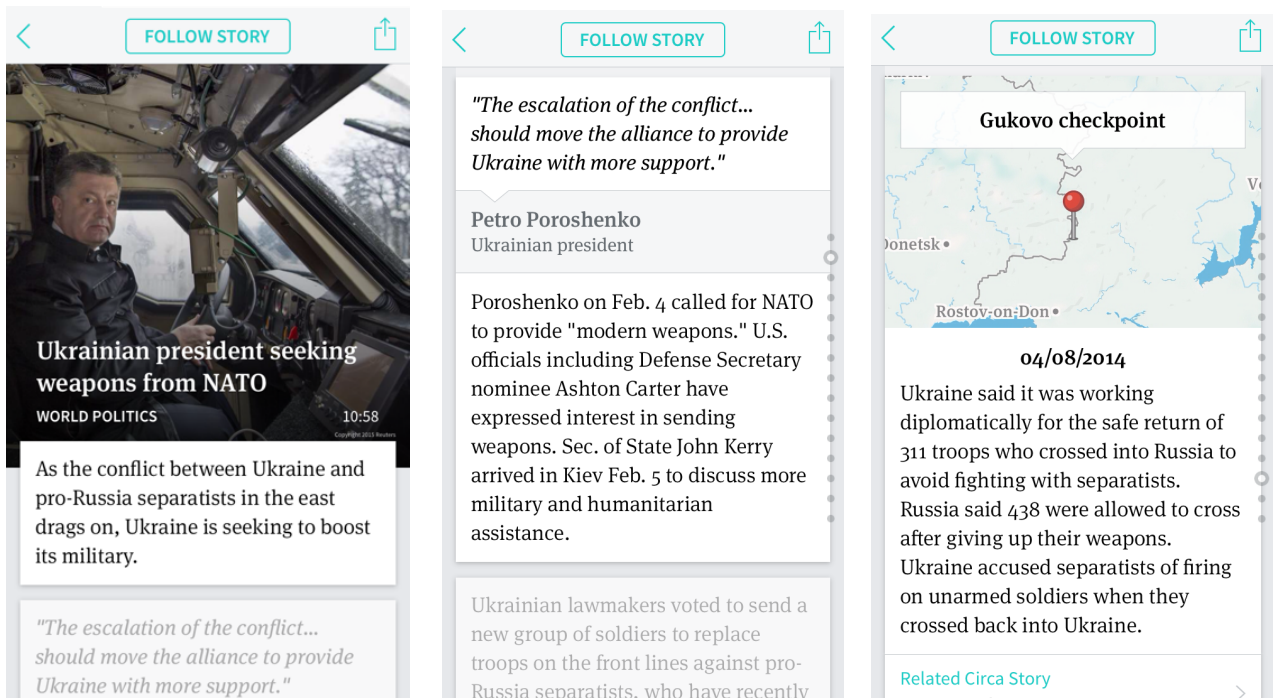 FOLLOW STORY
Ukrainian president seeking
weapons from NATO
WORLD POLITICS 10:58
Copyright 2015 Reuters
As the conflict between Ukraine and
pro-Russia separatists in the east
drags on, Ukraine is seeking to boost
its military.
"The escalation of the conflict...
should move the alliance to provide
Ukraine with more support."
FOLLOW STORY
"The escalation of the conflict...
should move the alliance to provide
Ukraine with more support."
Petro Poroshenko
Ukrainian president
Poroshenko on Feb. 4 called for NATO
to provide "modern weapons." U.S.
officials including Defense Secretary
nominee Ashton Carter have
expressed interest in sending
weapons. Sec. of State John Kerry
arrived in Kiev Feb. 5 to discuss more
military and humanitarian
assistance.
Ukrainian lawmakers voted to send a
new group of soldiers to replace
troops on the front lines against pro-
Russia separatists, who have recently
FOLLOW STORY
Gukovo checkpoint
Donetsk
Rostov-on-Don
04/08/2014
Ukraine said it was working
diplomatically for the safe return of
311 troops who crossed into Russia to
avoid fighting with separatists.
Russia said 438 were allowed to cross
after giving up their weapons.
Ukraine accused separatists of firing
on unarmed soldiers when they
crossed back into Ukraine.
Related Circa Story